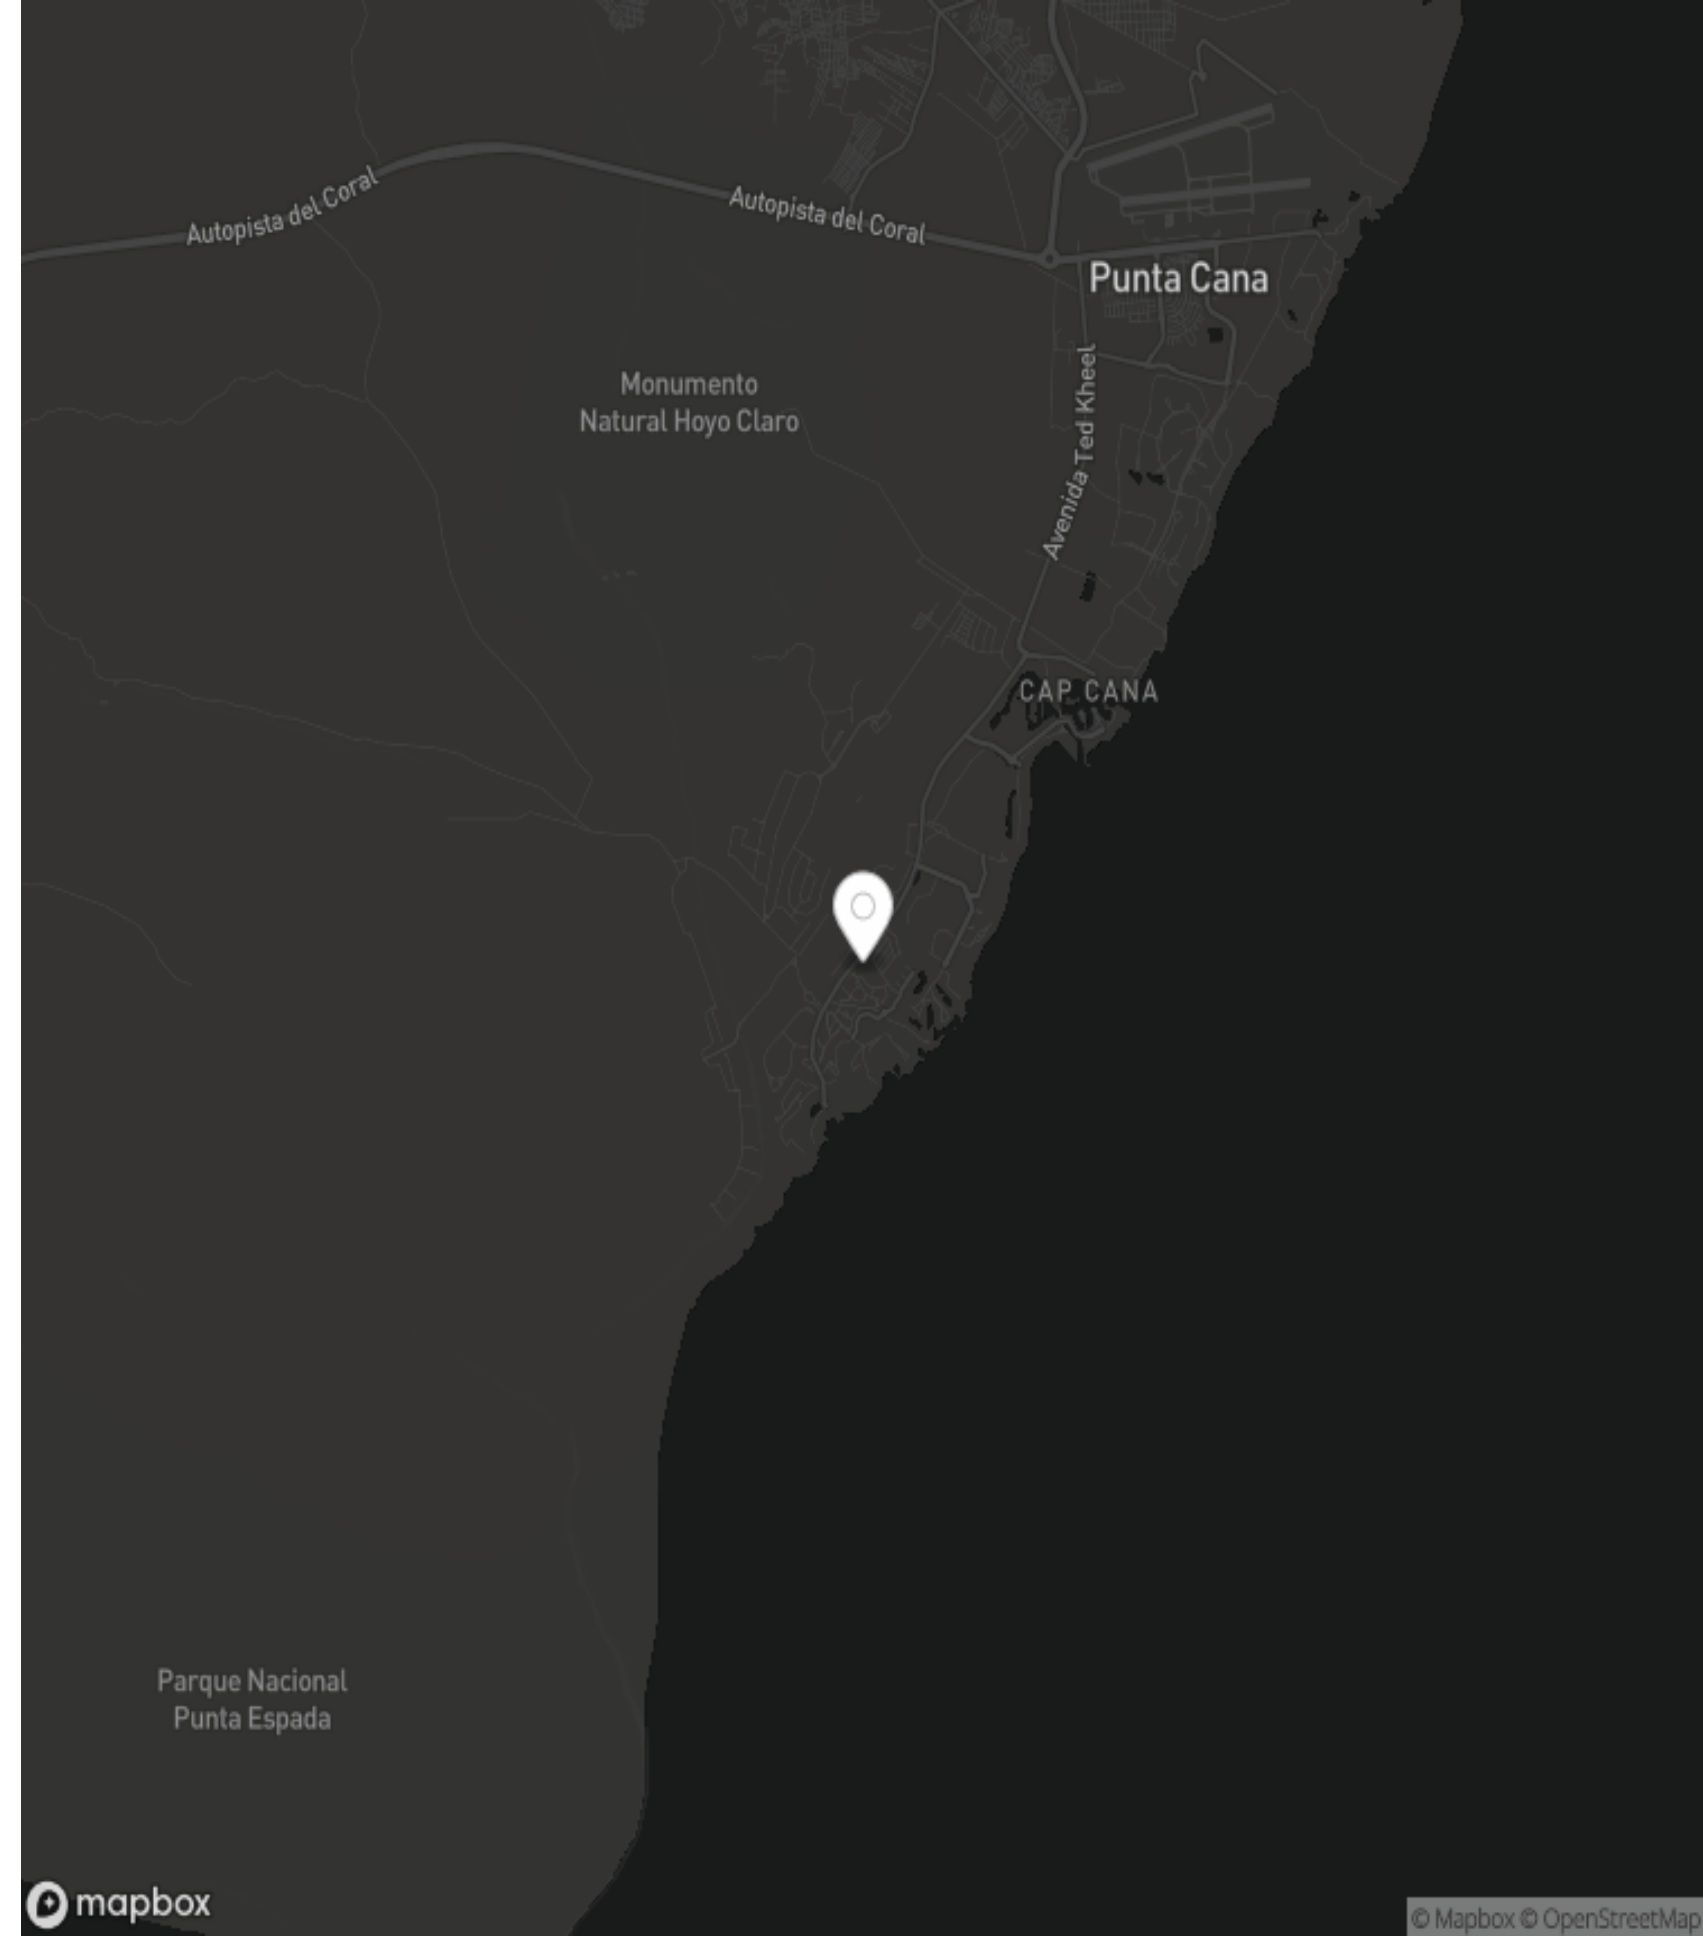 Autopista del Coral
Autopista del Coral
Punta Cana
Monumento
Natural Hoyo Claro
Avenida Ted Kheel
CAP CANA
Parque Nacional
Punta Espada
mapbox
© Mapbox © OpenStreetMap